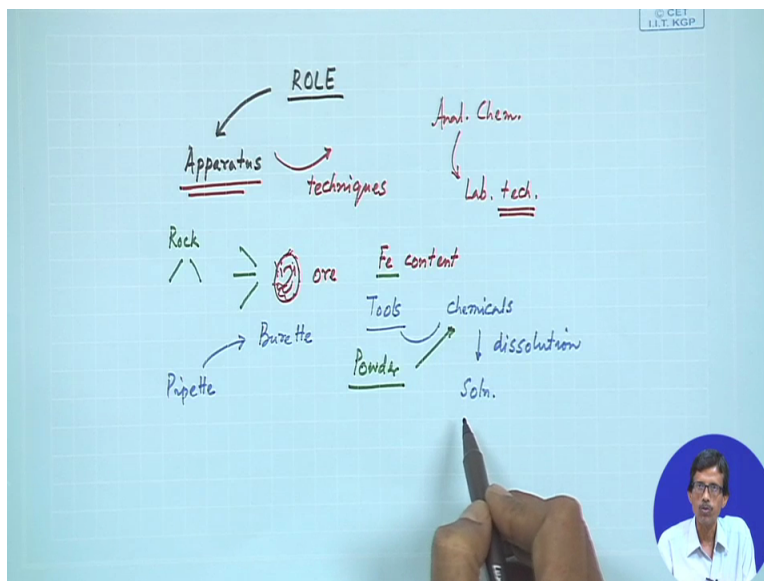 © CET
I.I.T. KGP
ROLE
Anal. Chem.
Apparatus
techniques
Lab. tech.
Rock
ore
Fe content
Tools
chemicals
Burette
dissolution
Powder
Pipette
Soln.